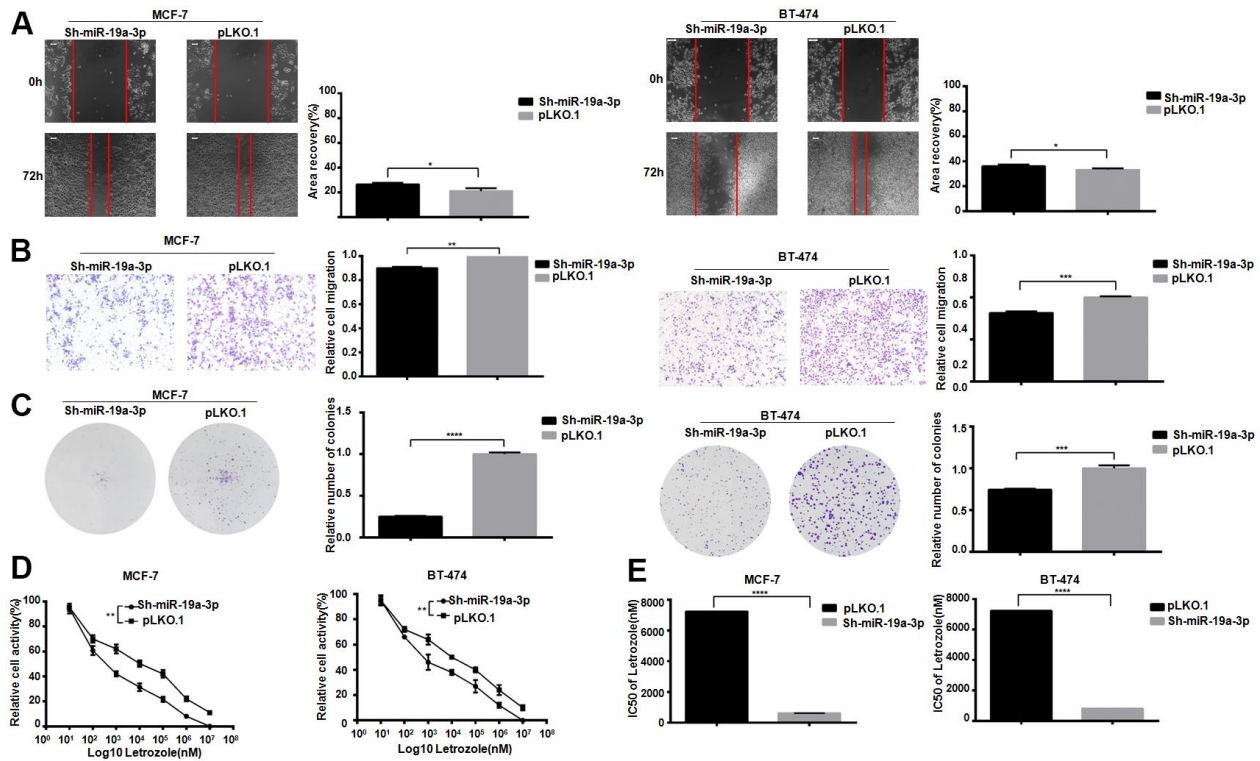 A
MCF-7
Sh-miR-19a-3p pLKO.1
0h
72h
Area recovery(%)
100
80
60
40
20
0
*
Sh-miR-19a-3p
pLKO.1
BT-474
Sh-miR-19a-3p pLKO.1
0h
72h
Area recovery(%)
100
80
60
40
20
0
*
Sh-miR-19a-3p
pLKO.1
B
MCF-7
Sh-miR-19a-3p pLKO.1
Relative cell migration
1.0
0.8
0.6
0.4
0.2
0.0
**
Sh-miR-19a-3p
pLKO.1
BT-474
Sh-miR-19a-3p pLKO.1
Relative cell migration
1.0
0.8
0.6
0.4
0.2
0.0
***
Sh-miR-19a-3p
pLKO.1
C
MCF-7
Sh-miR-19a-3p pLKO.1
Relative number of colonies
1.5
1.0
0.5
0.0
****
Sh-miR-19a-3p
pLKO.1
BT-474
Sh-miR-19a-3p pLKO.1
Relative number of colonies
1.5
1.0
0.5
0.0
***
Sh-miR-19a-3p
pLKO.1
D
MCF-7
Relative cell activity(%)
100
80
60
40
20
0
** Sh-miR-19a-3p
pLKO.1
10⁰ 10¹ 10² 10³ 10⁴ 10⁵ 10⁶ 10⁷ 10⁸
Log10 Letrozole(nM)
BT-474
Relative cell activity(%)
100
80
60
40
20
0
** Sh-miR-19a-3p
pLKO.1
10⁰ 10¹ 10² 10³ 10⁴ 10⁵ 10⁶ 10⁷ 10⁸
Log10 Letrozole(nM)
E
MCF-7
IC50 of Letrozole(nM)
8000
6000
4000
2000
0
****
pLKO.1
Sh-miR-19a-3p
BT-474
IC50 of Letrozole(nM)
8000
6000
4000
2000
0
****
pLKO.1
Sh-miR-19a-3p